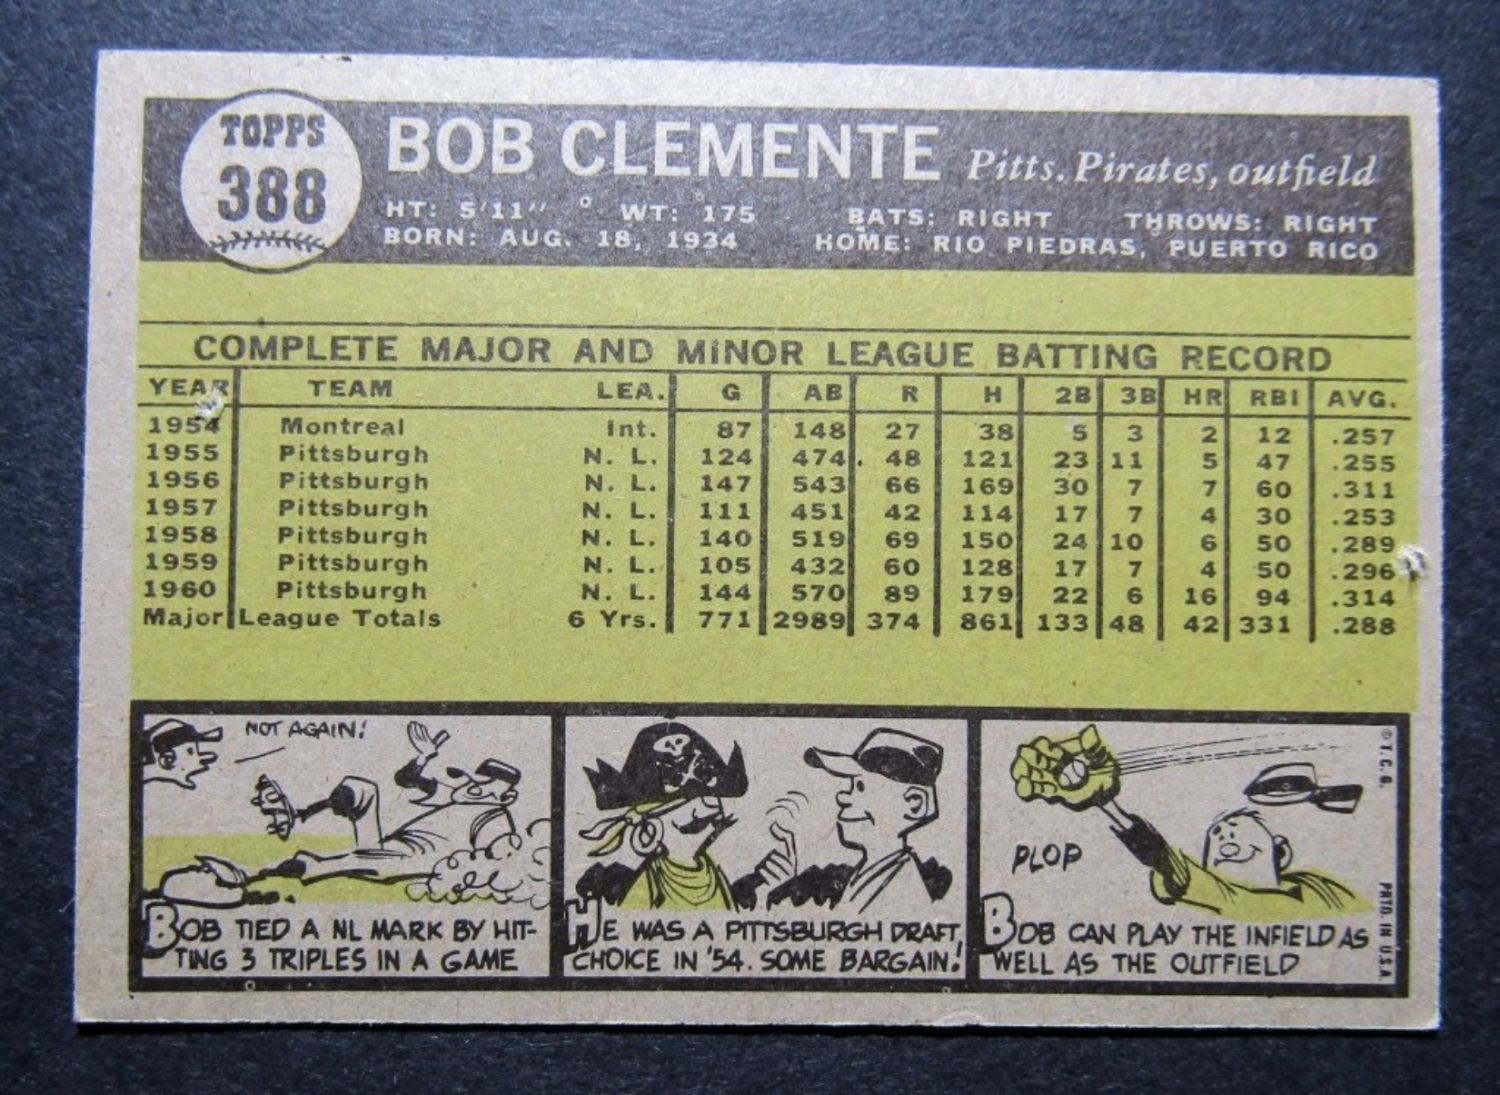 TOPPS
388
BOB CLEMENTE Pitts. Pirates, outfield
HT: 5'11" WT: 175 BATS: RIGHT THROWS: RIGHT
BORN: AUG. 18, 1934 HOME: RIO PIEDRAS, PUERTO RICO
COMPLETE MAJOR AND MINOR LEAGUE BATTING RECORD
YEAR TEAM LEA. G AB R H 2B 3B HR RBI AVG.
1954 Montreal Int. 87 148 27 38 5 3 2 12 .257
1955 Pittsburgh N. L. 124 474 48 121 23 11 5 47 .255
1956 Pittsburgh N. L. 147 543 66 169 30 7 7 60 .311
1957 Pittsburgh N. L. 111 451 42 114 17 7 4 30 .253
1958 Pittsburgh N. L. 140 519 69 150 24 10 6 50 .289
1959 Pittsburgh N. L. 105 432 60 128 17 7 4 50 .296
1960 Pittsburgh N. L. 144 570 89 179 22 6 16 94 .314
Major League Totals 6 Yrs. 771 2989 374 861 133 48 42 331 .288
NOT AGAIN!
BOB TIED A NL MARK BY HIT-
TING 3 TRIPLES IN A GAME
HE WAS A PITTSBURGH DRAFT
CHOICE IN '54. SOME BARGAIN!
PLOP
BOB CAN PLAY THE INFIELD AS
WELL AS THE OUTFIELD
© T. C. G.
PRTD. IN U.S.A.